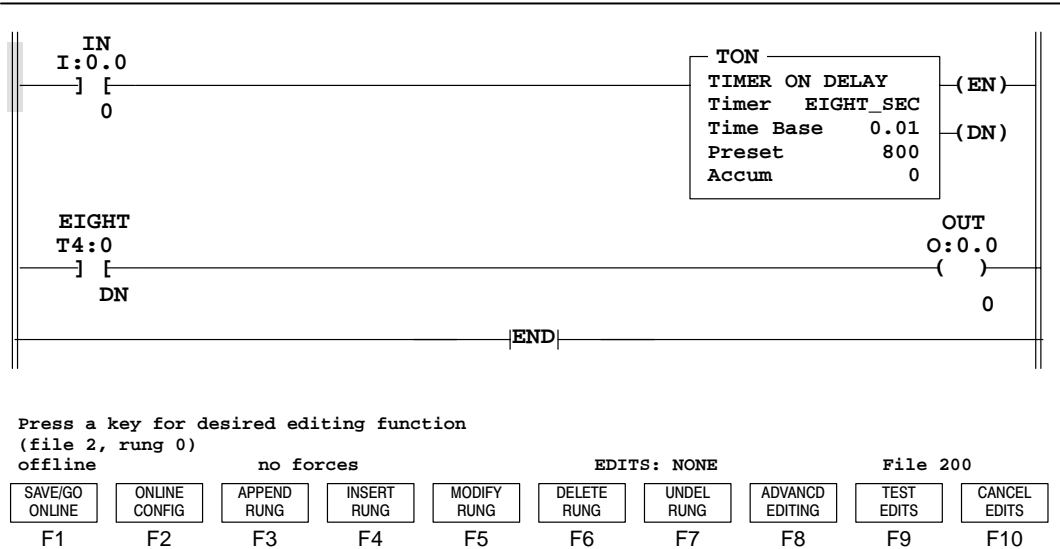 IN
I:0.0
] [
0
TON
TIMER ON DELAY
(EN)
Timer EIGHT_SEC
Time Base 0.01
(DN)
Preset 800
Accum 0
EIGHT
T4:0
] [
DN
OUT
O:0.0
( )
0
END
Press a key for desired editing function
(file 2, rung 0)
offline no forces EDITS: NONE File 200
SAVE/GO ONLINE APPEND INSERT MODIFY DELETE UNDEL ADVANCD TEST CANCEL
ONLINE CONFIG RUNG RUNG RUNG RUNG RUNG EDITING EDITS EDITS
F1 F2 F3 F4 F5 F6 F7 F8 F9 F10